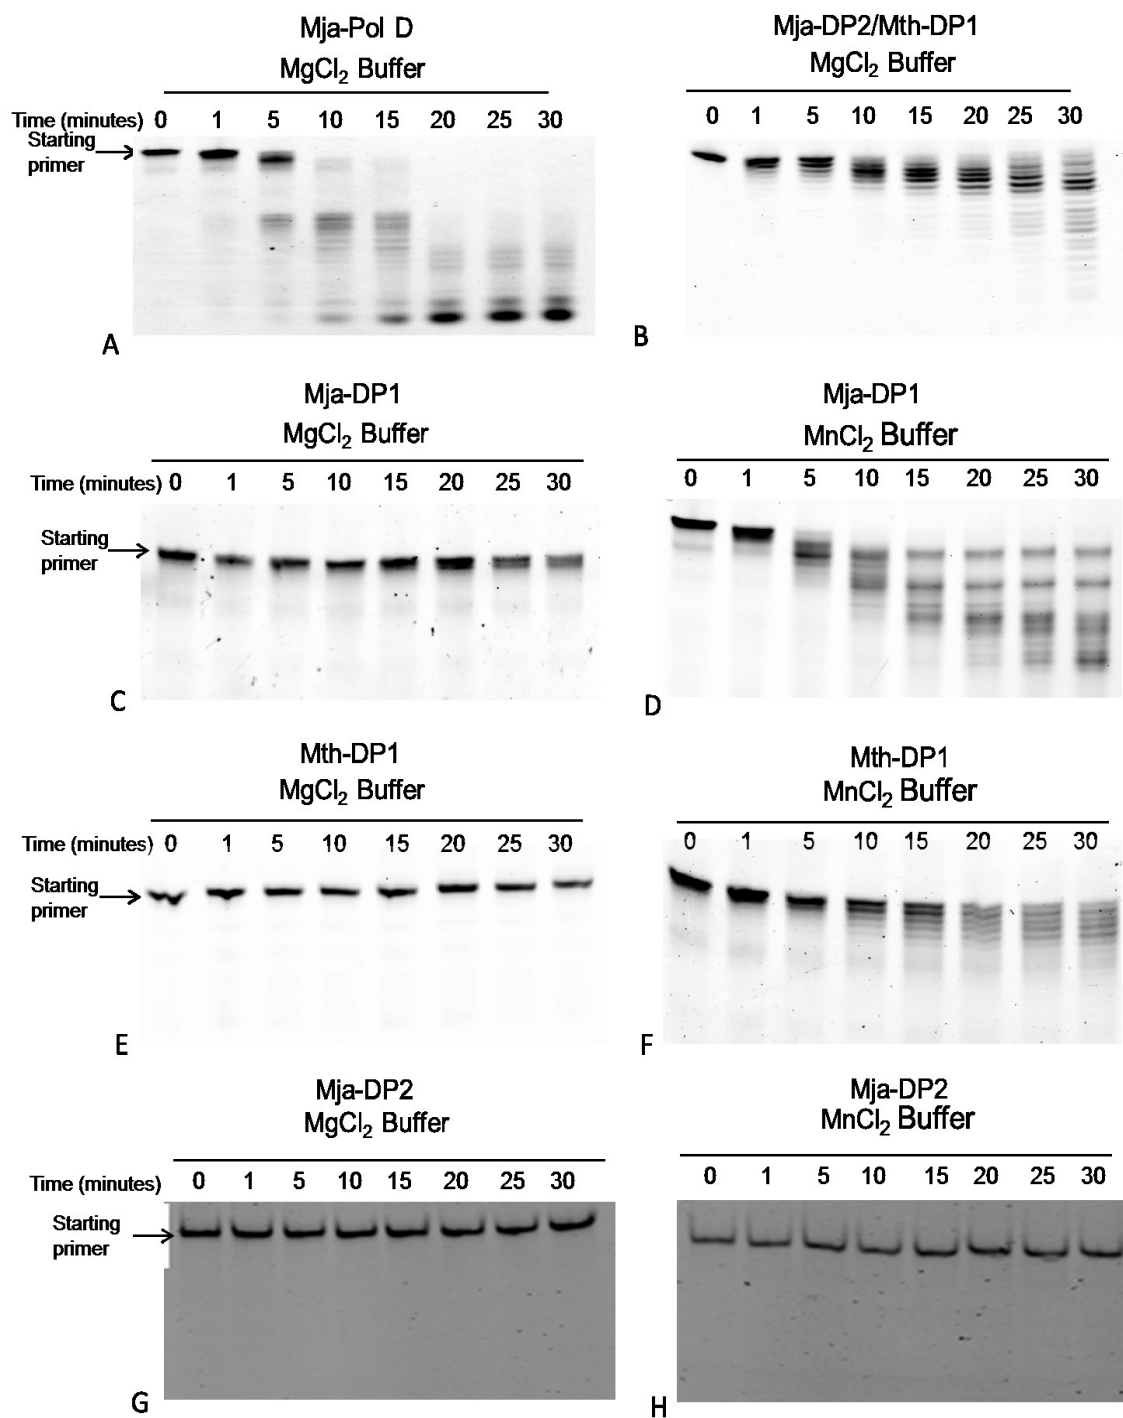 Mja-Pol D
MgCl₂ Buffer
Time (minutes) 0 1 5 10 15 20 25 30
Starting
primer
A
Mja-DP2/Mth-DP1
MgCl₂ Buffer
0 1 5 10 15 20 25 30
B
Mja-DP1
MgCl₂ Buffer
Time (minutes) 0 1 5 10 15 20 25 30
Starting
primer
C
Mja-DP1
MnCl₂ Buffer
0 1 5 10 15 20 25 30
D
Mth-DP1
MgCl₂ Buffer
Time (minutes) 0 1 5 10 15 20 25 30
Starting
primer
E
Mth-DP1
MnCl₂ Buffer
0 1 5 10 15 20 25 30
F
Mja-DP2
MgCl₂ Buffer
Time (minutes) 0 1 5 10 15 20 25 30
Starting
primer
G
Mja-DP2
MnCl₂ Buffer
0 1 5 10 15 20 25 30
H